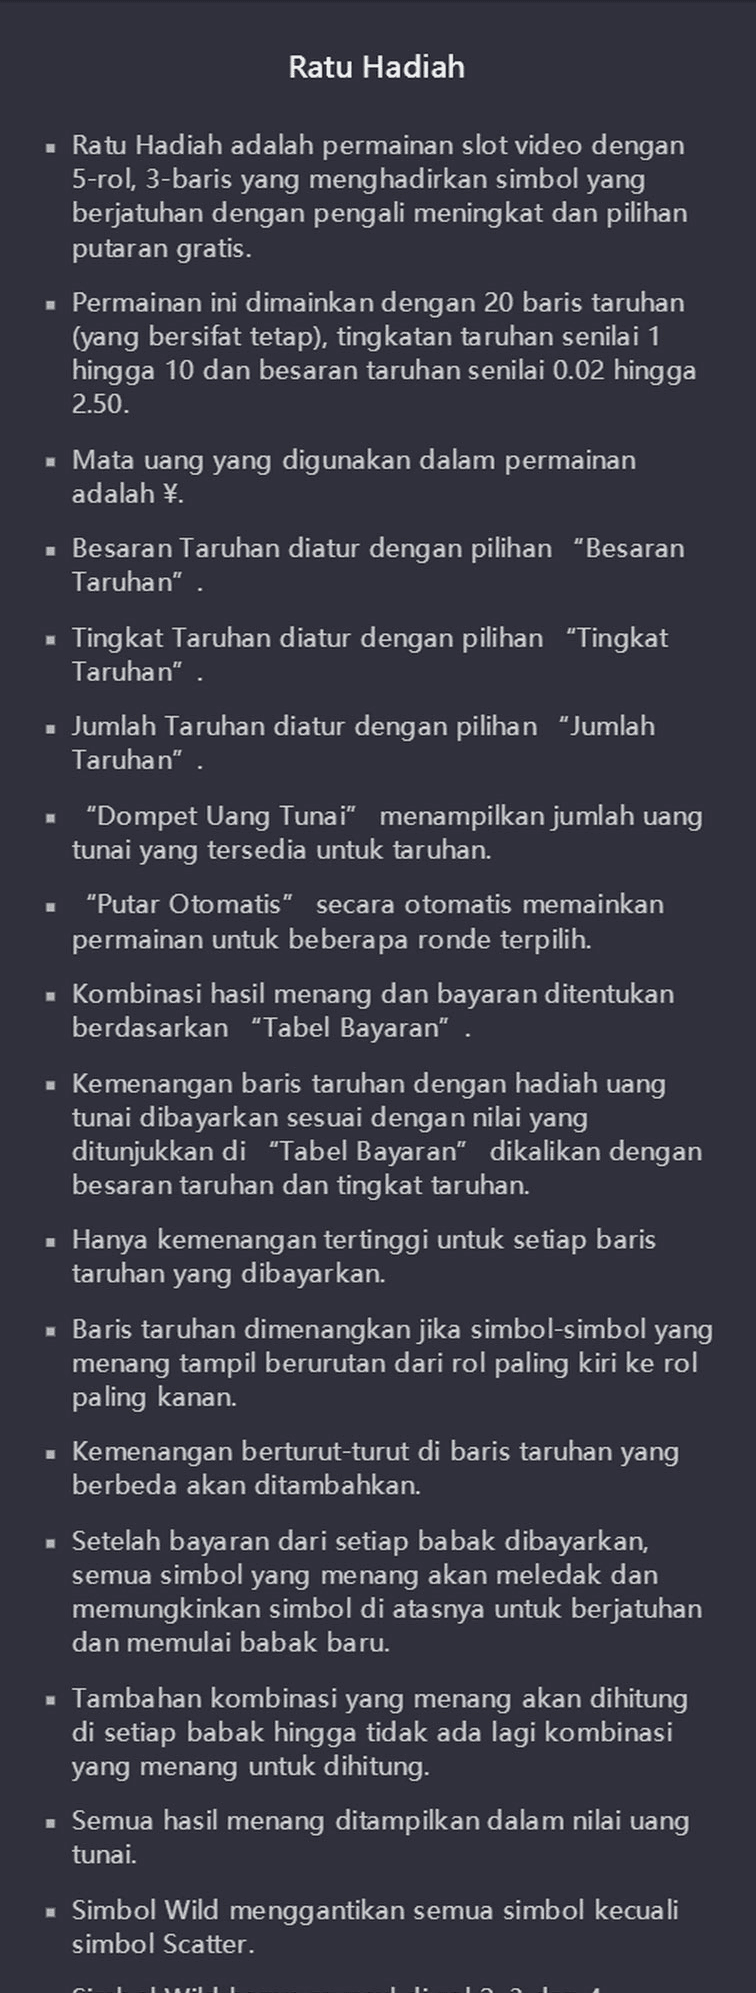 Ratu Hadiah
▪ Ratu Hadiah adalah permainan slot video dengan
5-rol, 3-baris yang menghadirkan simbol yang
berjatuhan dengan pengali meningkat dan pilihan
putaran gratis.
▪ Permainan ini dimainkan dengan 20 baris taruhan
(yang bersifat tetap), tingkatan taruhan senilai 1
hingga 10 dan besaran taruhan senilai 0.02 hingga
2.50.
▪ Mata uang yang digunakan dalam permainan
adalah ¥.
▪ Besaran Taruhan diatur dengan pilihan “Besaran
Taruhan” .
▪ Tingkat Taruhan diatur dengan pilihan “Tingkat
Taruhan” .
▪ Jumlah Taruhan diatur dengan pilihan “Jumlah
Taruhan” .
▪ “Dompet Uang Tunai” menampilkan jumlah uang
tunai yang tersedia untuk taruhan.
▪ “Putar Otomatis” secara otomatis memainkan
permainan untuk beberapa ronde terpilih.
▪ Kombinasi hasil menang dan bayaran ditentukan
berdasarkan “Tabel Bayaran” .
▪ Kemenangan baris taruhan dengan hadiah uang
tunai dibayarkan sesuai dengan nilai yang
ditunjukkan di “Tabel Bayaran” dikalikan dengan
besaran taruhan dan tingkat taruhan.
▪ Hanya kemenangan tertinggi untuk setiap baris
taruhan yang dibayarkan.
▪ Baris taruhan dimenangkan jika simbol-simbol yang
menang tampil berurutan dari rol paling kiri ke rol
paling kanan.
▪ Kemenangan berturut-turut di baris taruhan yang
berbeda akan ditambahkan.
▪ Setelah bayaran dari setiap babak dibayarkan,
semua simbol yang menang akan meledak dan
memungkinkan simbol di atasnya untuk berjatuhan
dan memulai babak baru.
▪ Tambahan kombinasi yang menang akan dihitung
di setiap babak hingga tidak ada lagi kombinasi
yang menang untuk dihitung.
▪ Semua hasil menang ditampilkan dalam nilai uang
tunai.
▪ Simbol Wild menggantikan semua simbol kecuali
simbol Scatter.